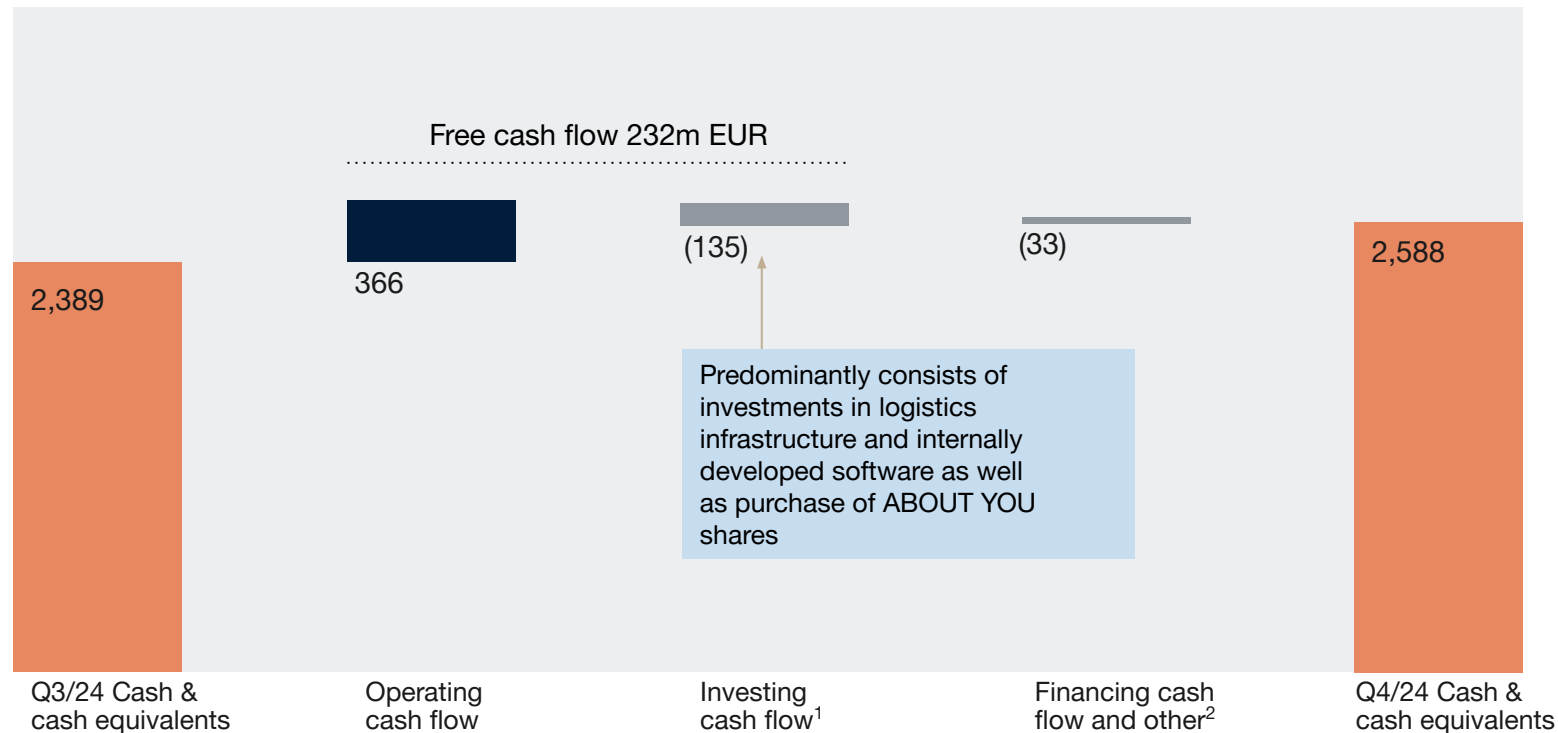 Free cash flow 232m EUR
2,389
366
(135)
(33)
2,588
Predominantly consists of
investments in logistics
infrastructure and internally
developed software as well
as purchase of ABOUT YOU
shares
Q3/24 Cash &
cash equivalents
Operating
cash flow
Investing
cash flow¹
Financing cash
flow and other²
Q4/24 Cash &
cash equivalents